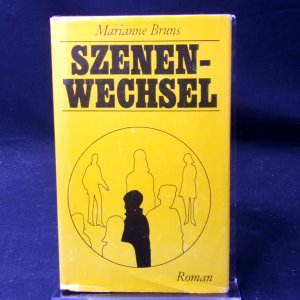 Marianne Bruns
SZENEN-
WECHSEL
Roman